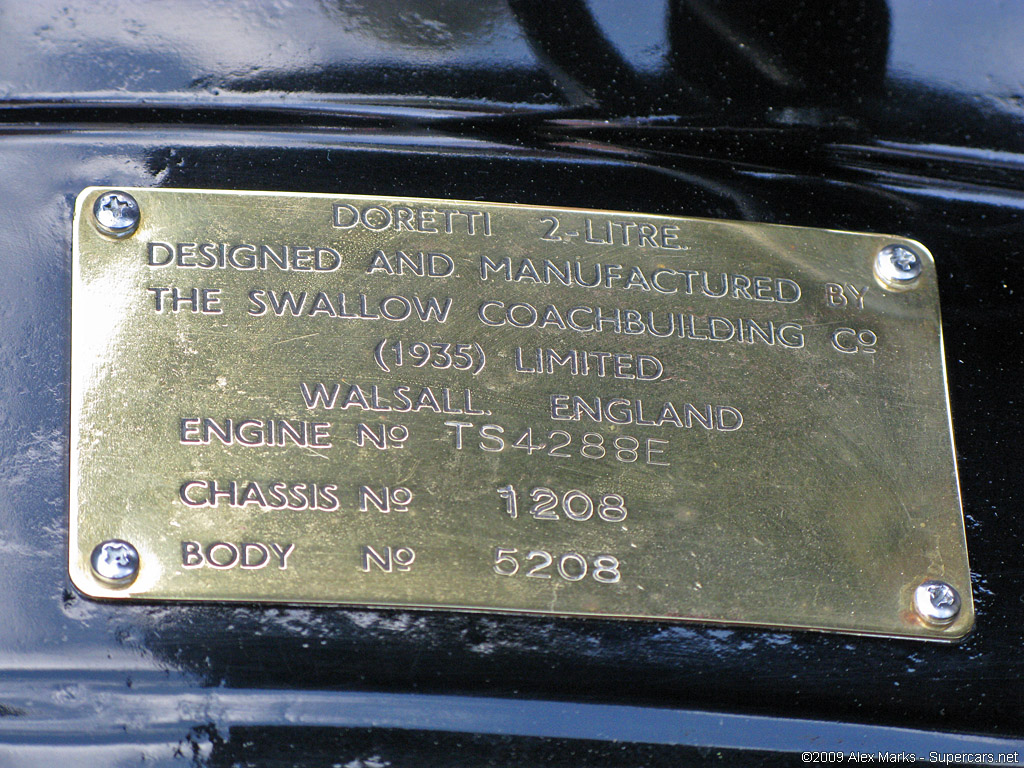 DORETTI 2-LITRE
DESIGNED AND MANUFACTURED BY
THE SWALLOW COACHBUILDING Cº
(1935) LIMITED
WALSALL. ENGLAND
ENGINE Nº TS4288E
CHASSIS Nº 1208
BODY Nº 5208
©2009 Alex Marks - Supercars.net